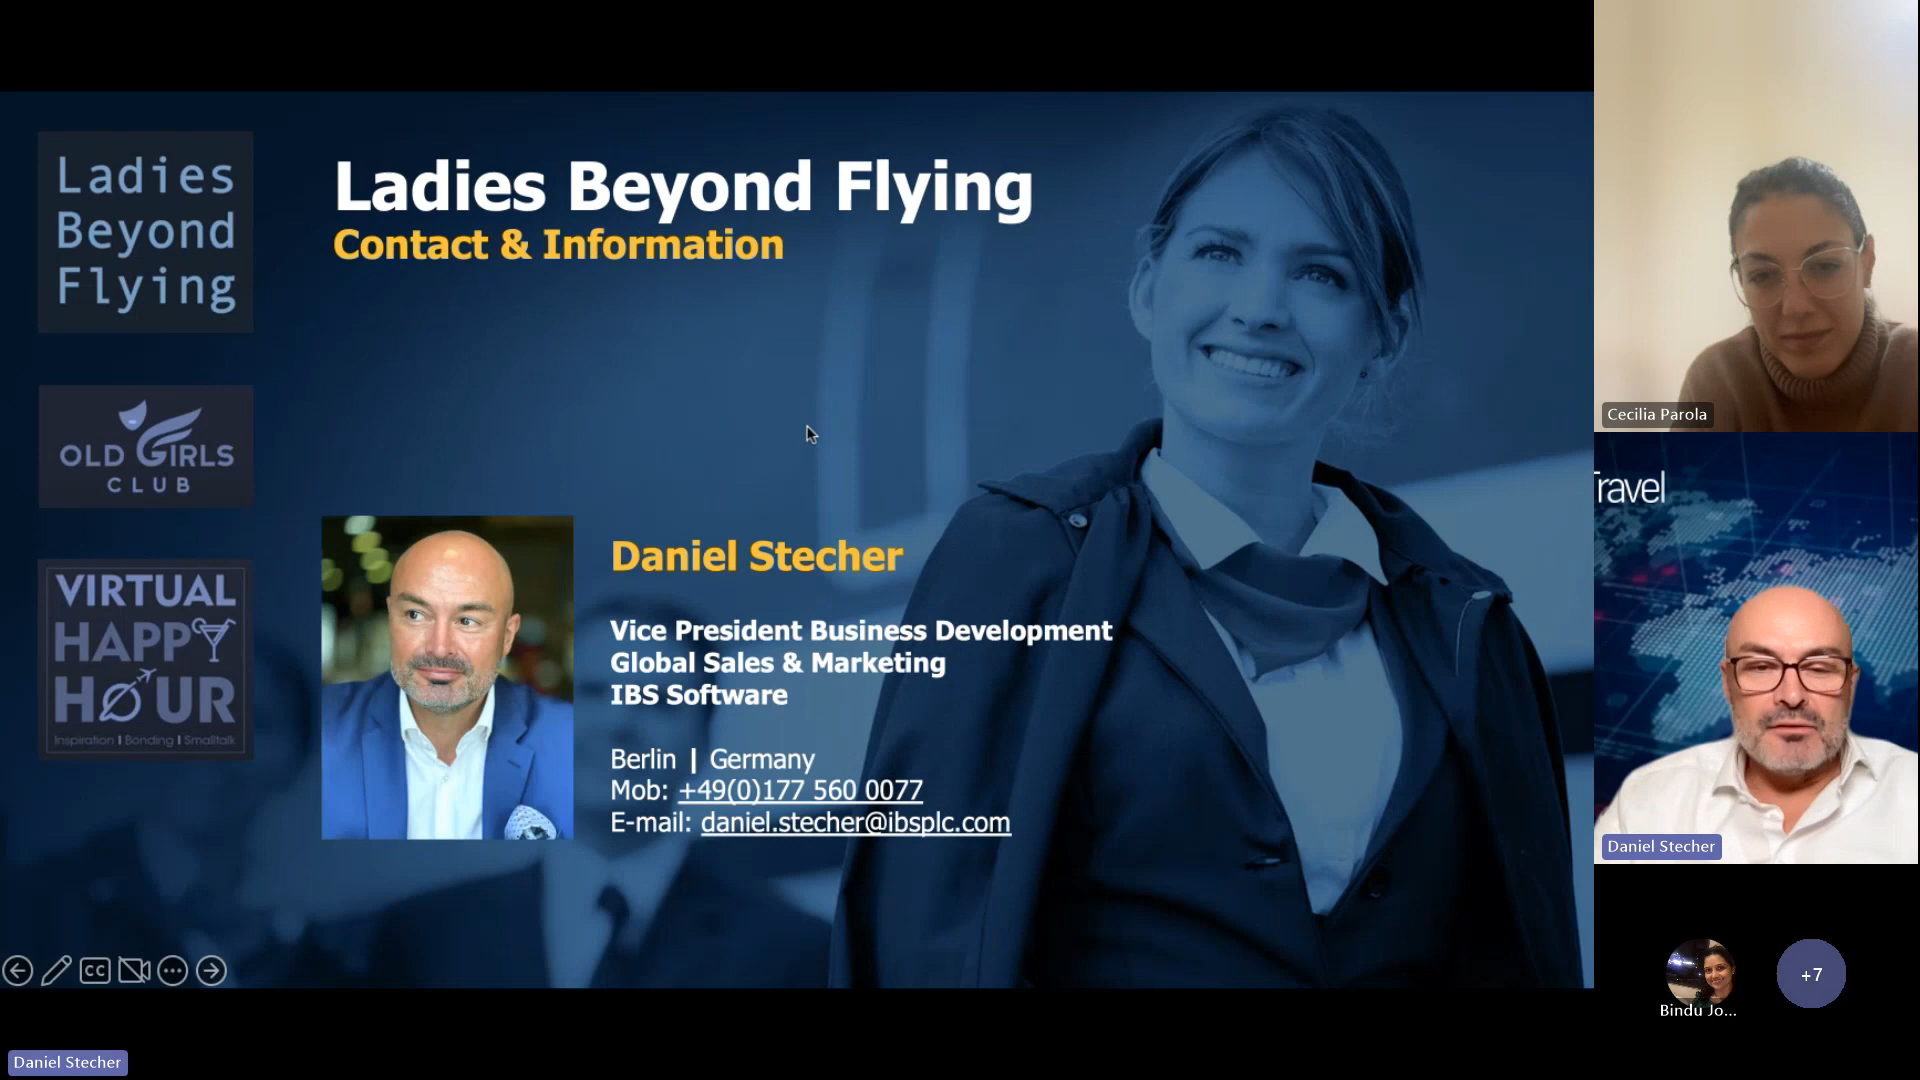 Ladies
Beyond
Flying
OLD GIRLS
CLUB
VIRTUAL
HAPPY
HOUR
Inspiration | Bonding | Smalltalk
Ladies Beyond Flying
Contact & Information
Daniel Stecher
Vice President Business Development
Global Sales & Marketing
IBS Software
Berlin | Germany
Mob: +49(0)177 560 0077
E-mail: daniel.stecher@ibsplc.com
CC
Daniel Stecher
Cecilia Parola
Travel
Daniel Stecher
Bindu Jo...
+7